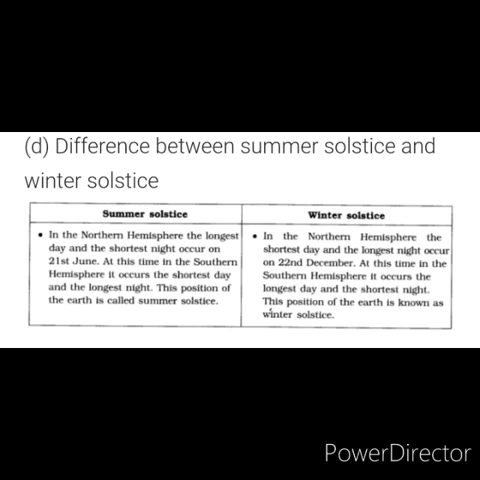 (d) Difference between summer solstice and
winter solstice
Summer solstice
• In the Northern Hemisphere the longest
day and the shortest night occur on
21st June. At this time in the Southern
Hemisphere it occurs the shortest day
and the longest night. This position of
the earth is called summer solstice.
Winter solstice
• In the Northern Hemisphere the
shortest day and the longest night occur
on 22nd December. At this time in the
Southern Hemisphere it occurs the
longest day and the shortest night.
This position of the earth is known as
winter solstice.
PowerDirector